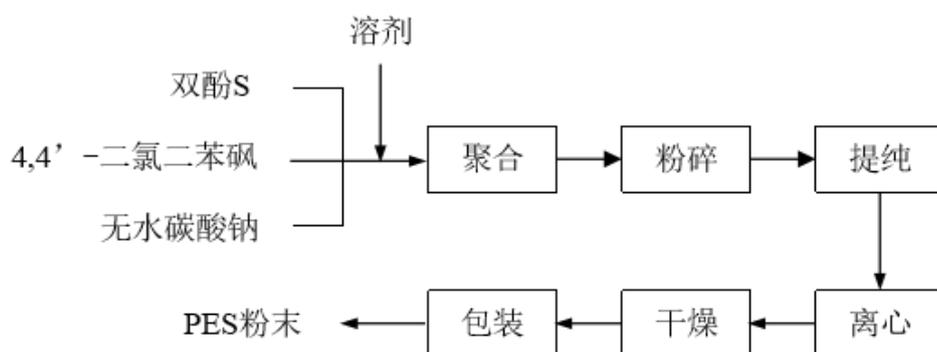 溶剂
双酚S
4,4’-二氯二苯砜
聚合
粉碎
提纯
无水碳酸钠
PES粉末
包装
干燥
离心